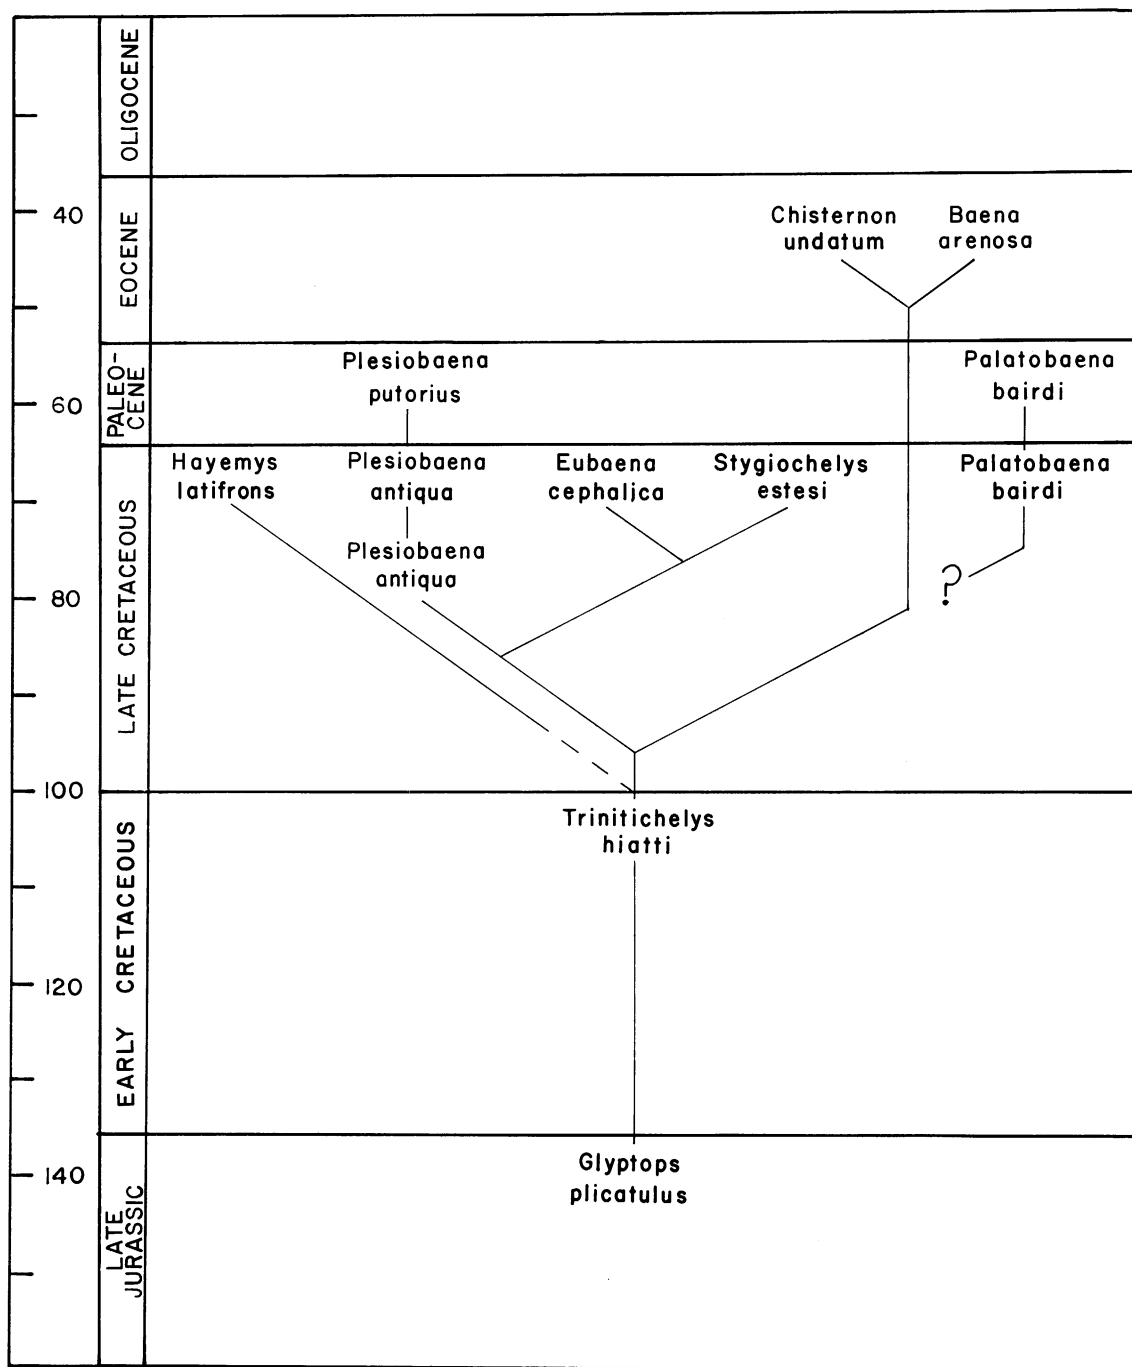 OLIGOCENE
40
EOCENE
Chisternon
undatum
Baena
arenosa
PALEO-
CENE
60
Plesiobaena
putorius
Palatobaena
bairdi
LATE CRETACEOUS
80
Hayemys
latifrons
Plesiobaena
antiqua
Eubaena
cephalica
Stygiochelys
estesi
Palatobaena
bairdi
Plesiobaena
antiqua
?
100
EARLY CRETACEOUS
Trinitichelys
hiatti
120
LATE
JURASSIC
140
Glyptops
plicatulus